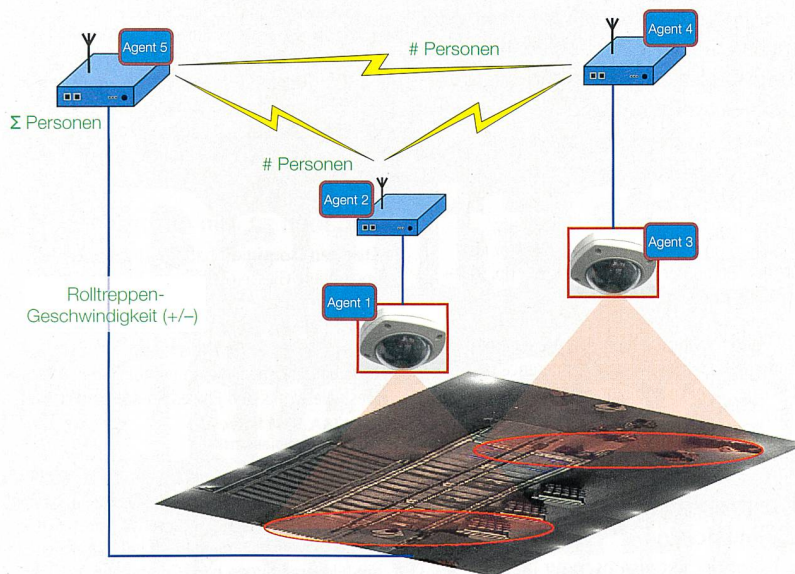 Agent 5
# Personen
Agent 4
Σ Personen
# Personen
Agent 2
Agent 3
Agent 1
Rolltreppen-
Geschwindigkeit (+/–)